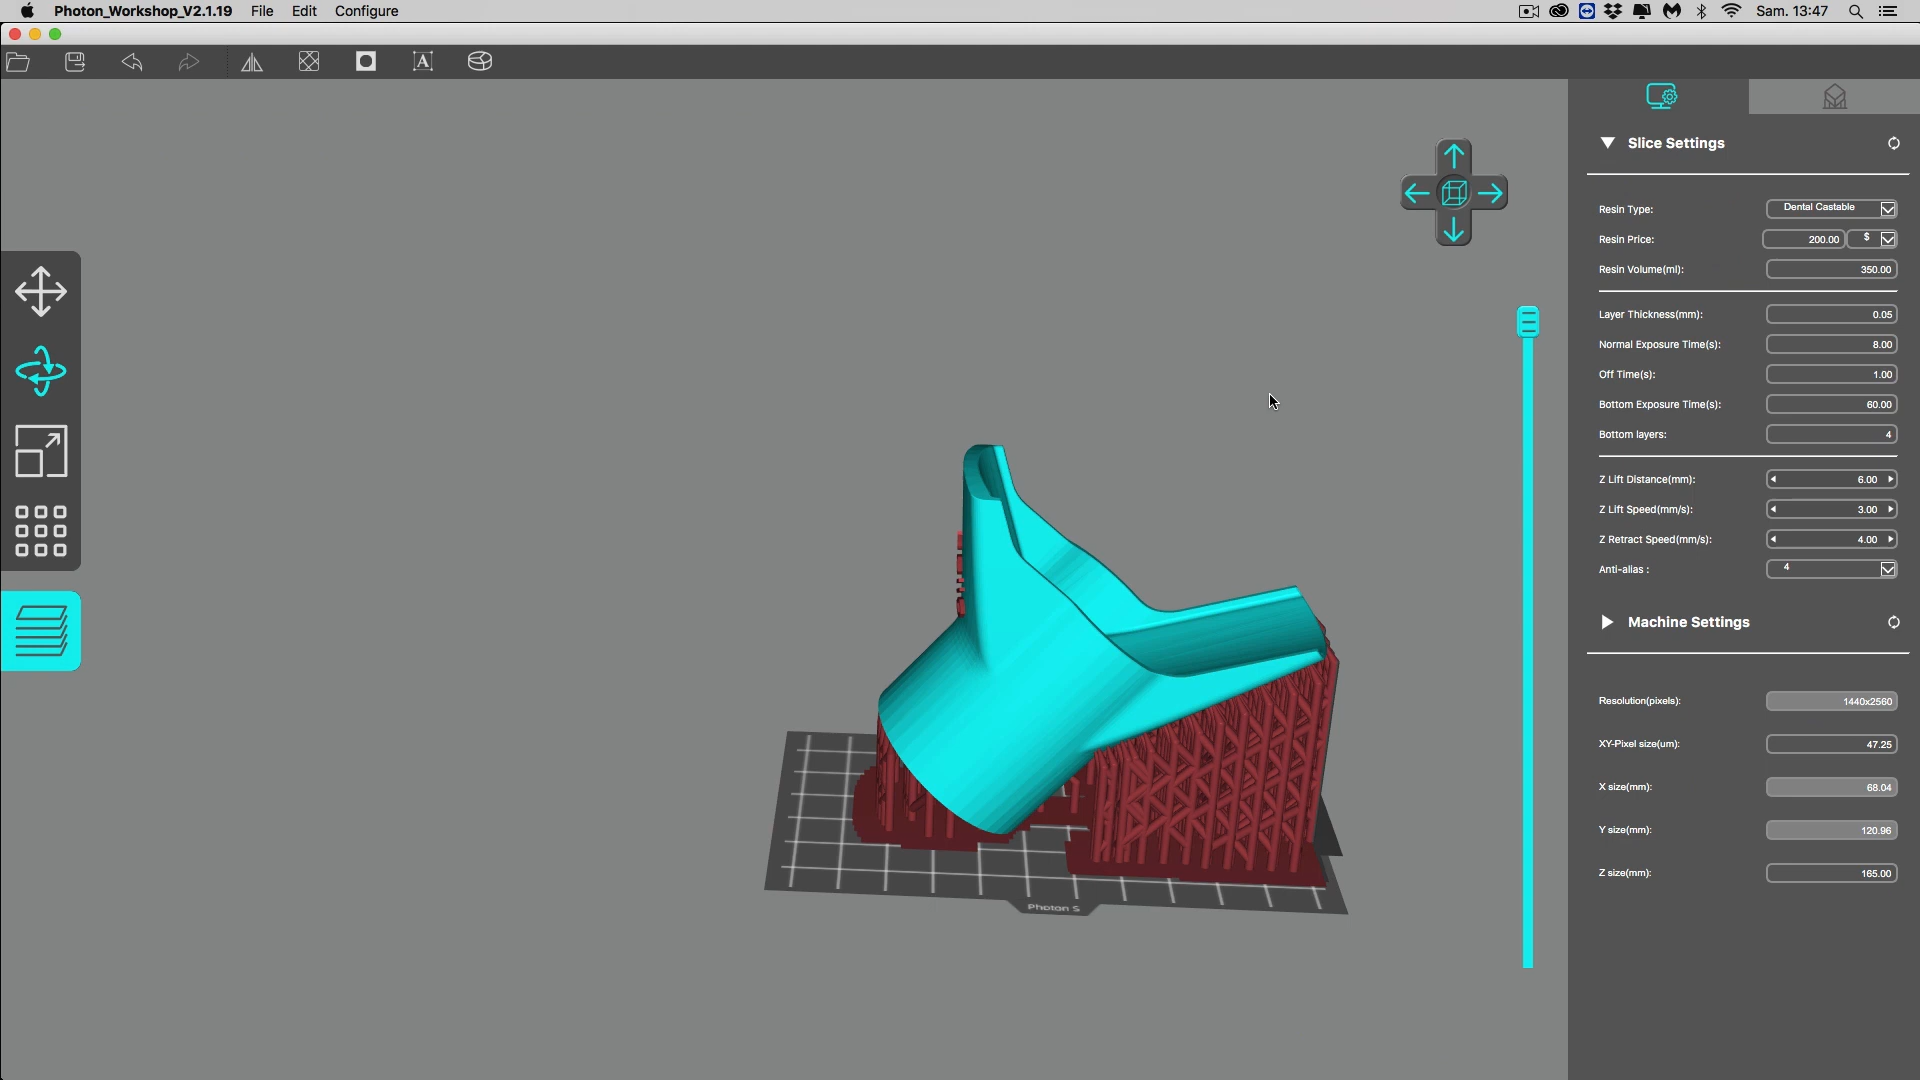 Photon_Workshop_V2.1.19 File Edit Configure Sam. 13:47
A
Slice Settings
Resin Type: Dental Castable
Resin Price: 200.00 $
Resin Volume(ml): 350.00
Layer Thickness(mm): 0.05
Normal Exposure Time(s): 8.00
Off Time(s): 1.00
Bottom Exposure Time(s): 60.00
Bottom layers: 4
Z Lift Distance(mm): 6.00
Z Lift Speed(mm/s): 3.00
Z Retract Speed(mm/s): 4.00
Anti-alias : 4
Machine Settings
Resolution(pixels): 1440x2560
XY-Pixel size(um): 47.25
X size(mm): 68.04
Y size(mm): 120.96
Z size(mm): 165.00
Photon S